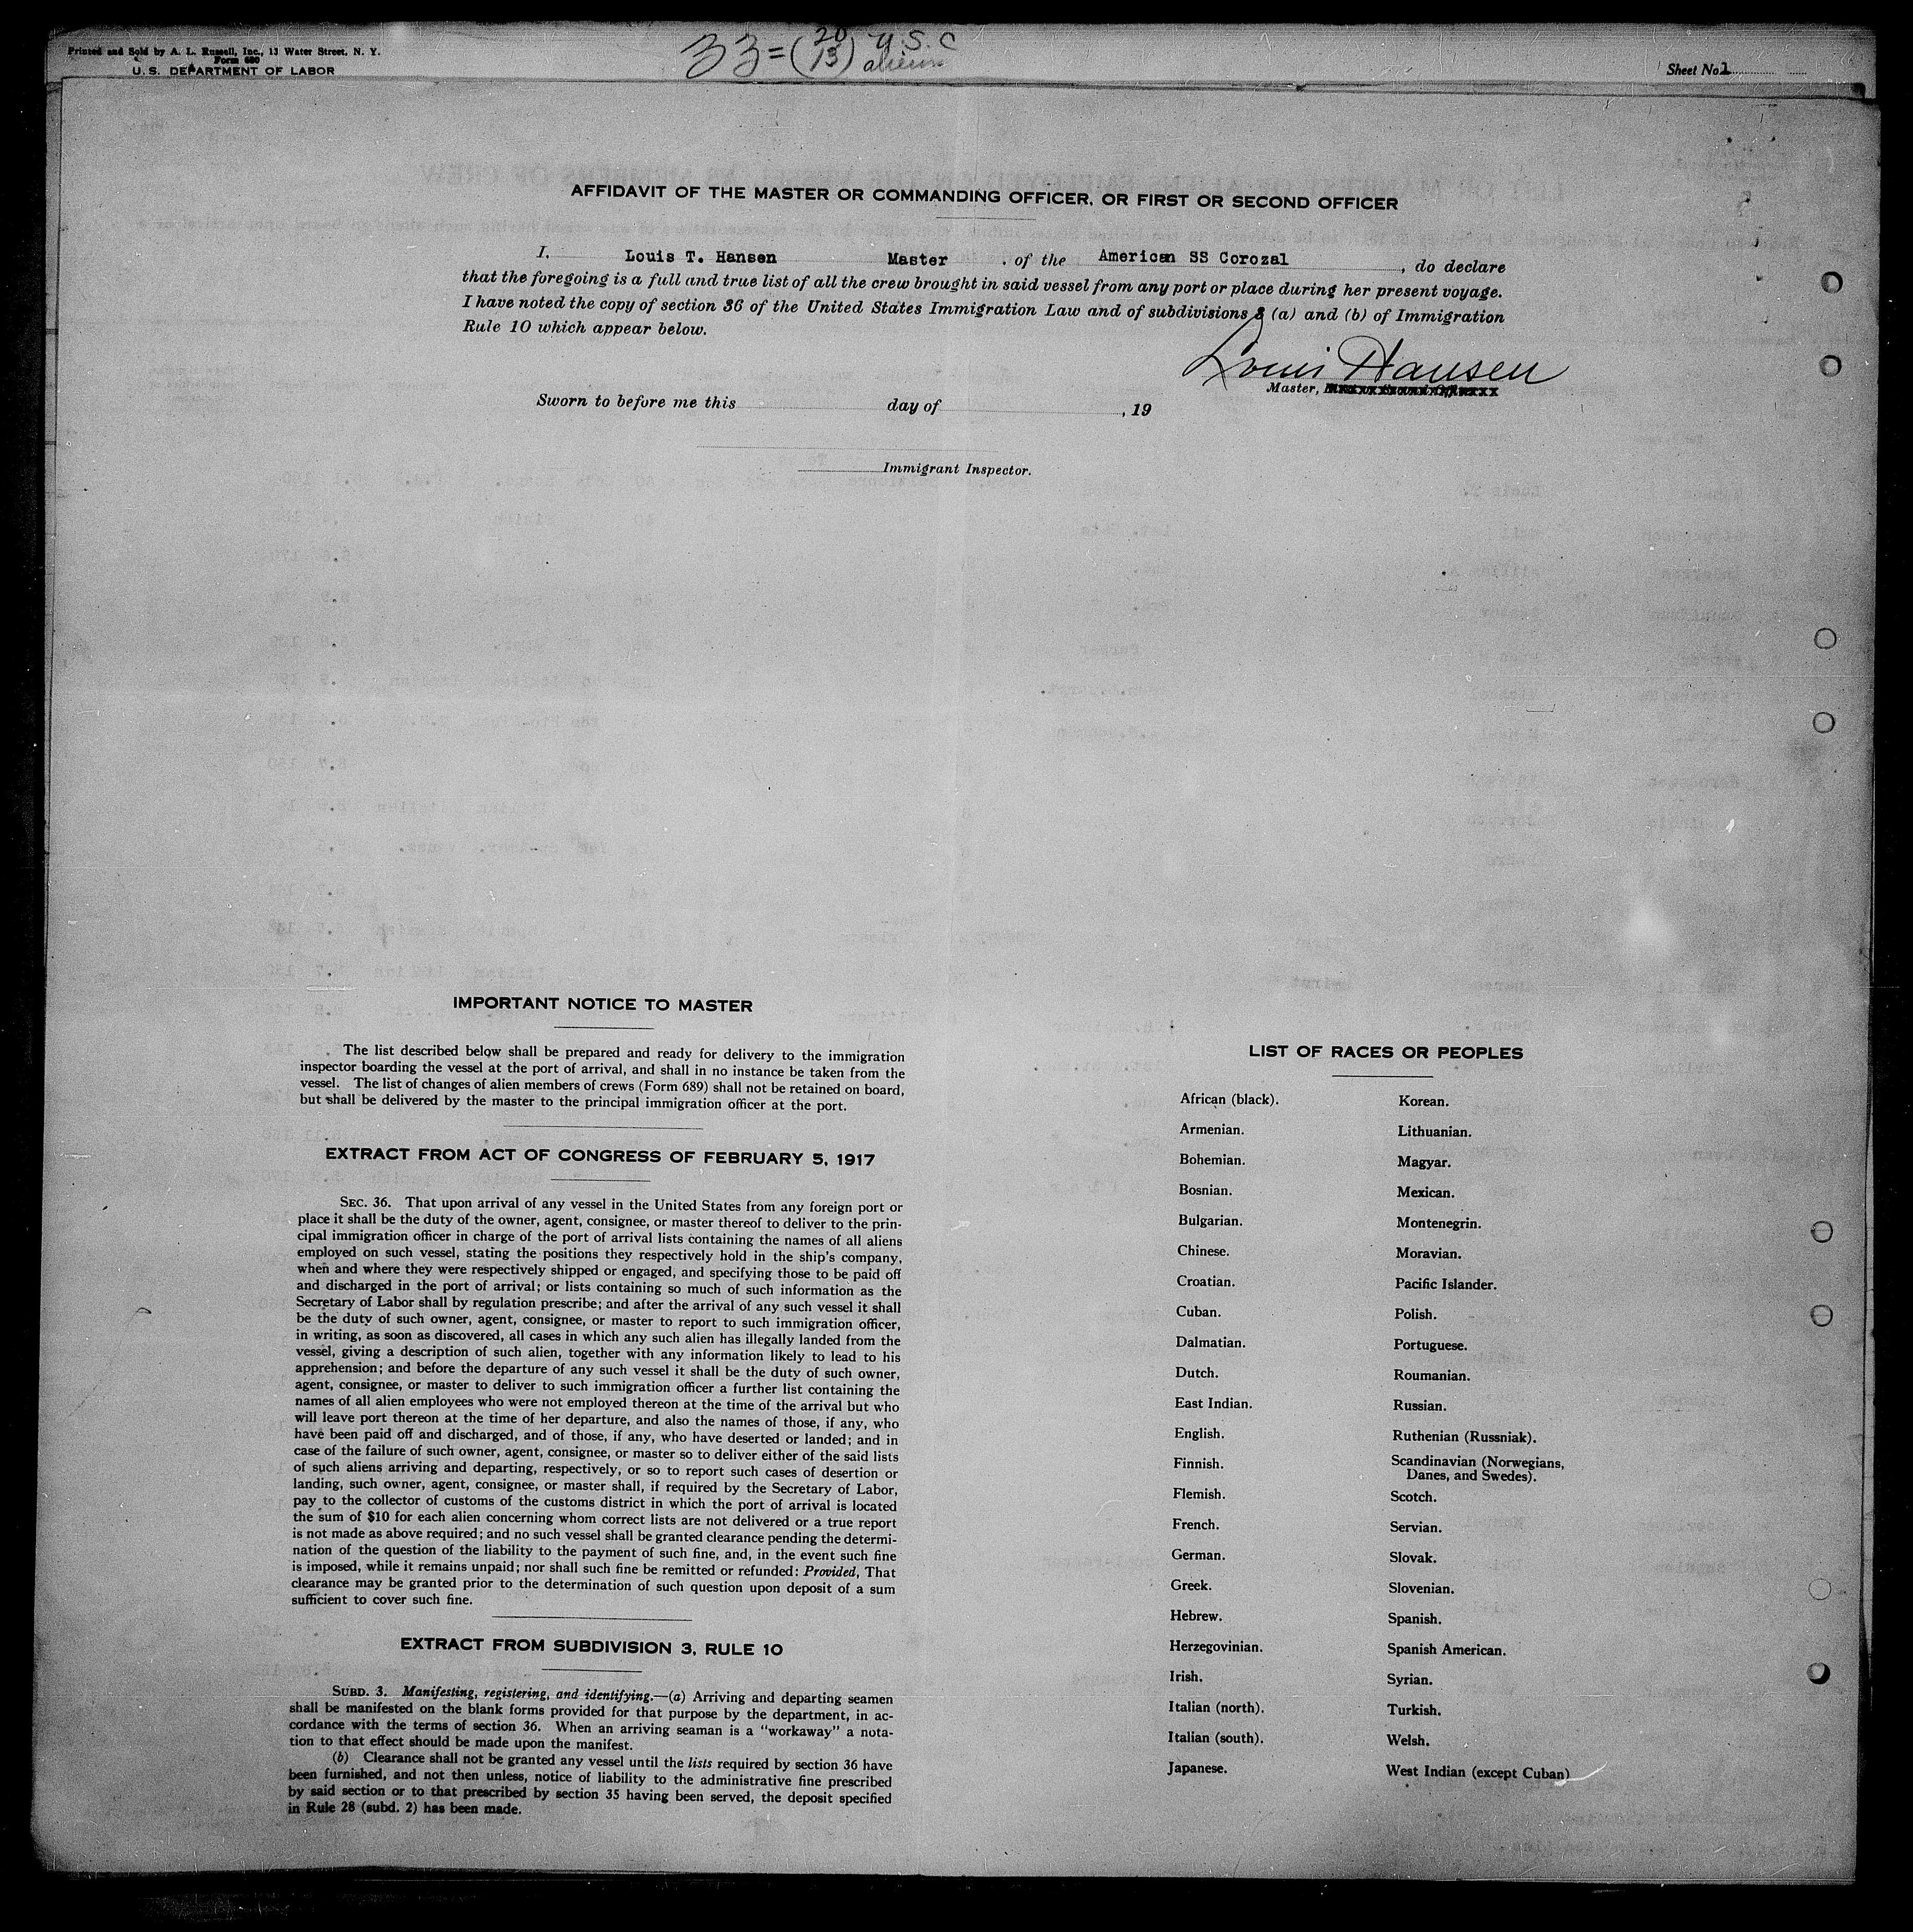 Printed and Sold by A. L. Russell, Inc., 13 Water Street, N. Y.
Form 680
U. S. DEPARTMENT OF LABOR
33 = (20 U.S.C
13) aliens
Sheet No. 1
AFFIDAVIT OF THE MASTER OR COMMANDING OFFICER, OR FIRST OR SECOND OFFICER
I, Louis T. Hansen Master , of the American SS Corozal , do declare
that the foregoing is a full and true list of all the crew brought in said vessel from any port or place during her present voyage.
I have noted the copy of section 36 of the United States Immigration Law and of subdivisions 3 (a) and (b) of Immigration
Rule 10 which appear below.
Louis Hansen
Master,
Sworn to before me this day of , 19
Immigrant Inspector.
IMPORTANT NOTICE TO MASTER
The list described below shall be prepared and ready for delivery to the immigration
inspector boarding the vessel at the port of arrival, and shall in no instance be taken from the
vessel. The list of changes of alien members of crews (Form 689) shall not be retained on board,
but shall be delivered by the master to the principal immigration officer at the port.
EXTRACT FROM ACT OF CONGRESS OF FEBRUARY 5, 1917
SEC. 36. That upon arrival of any vessel in the United States from any foreign port or
place it shall be the duty of the owner, agent, consignee, or master thereof to deliver to the prin-
cipal immigration officer in charge of the port of arrival lists containing the names of all aliens
employed on such vessel, stating the positions they respectively hold in the ship's company,
when and where they were respectively shipped or engaged, and specifying those to be paid off
and discharged in the port of arrival; or lists containing so much of such information as the
Secretary of Labor shall by regulation prescribe; and after the arrival of any such vessel it shall
be the duty of such owner, agent, consignee, or master to report to such immigration officer,
in writing, as soon as discovered, all cases in which any such alien has illegally landed from the
vessel, giving a description of such alien, together with any information likely to lead to his
apprehension; and before the departure of any such vessel it shall be the duty of such owner,
agent, consignee, or master to deliver to such immigration officer a further list containing the
names of all alien employees who were not employed thereon at the time of the arrival but who
will leave port thereon at the time of her departure, and also the names of those, if any, who
have been paid off and discharged, and of those, if any, who have deserted or landed; and in
case of the failure of such owner, agent, consignee, or master so to deliver either of the said lists
of such aliens arriving and departing, respectively, or so to report such cases of desertion or
landing, such owner, agent, consignee, or master shall, if required by the Secretary of Labor,
pay to the collector of customs of the customs district in which the port of arrival is located
the sum of $10 for each alien concerning whom correct lists are not delivered or a true report
is not made as above required; and no such vessel shall be granted clearance pending the determi-
nation of the question of the liability to the payment of such fine, and, in the event such fine
is imposed, while it remains unpaid; nor shall such fine be remitted or refunded: Provided, That
clearance may be granted prior to the determination of such question upon deposit of a sum
sufficient to cover such fine.
EXTRACT FROM SUBDIVISION 3, RULE 10
SUBD. 3. Manifesting, registering, and identifying.—(a) Arriving and departing seamen
shall be manifested on the blank forms provided for that purpose by the department, in ac-
cordance with the terms of section 36. When an arriving seaman is a "workaway" a nota-
tion to that effect should be made upon the manifest.
(b) Clearance shall not be granted any vessel until the lists required by section 36 have
been furnished, and not then unless, notice of liability to the administrative fine prescribed
by said section or to that prescribed by section 35 having been served, the deposit specified
in Rule 28 (subd. 2) has been made.
LIST OF RACES OR PEOPLES
African (black).
Armenian.
Bohemian.
Bosnian.
Bulgarian.
Chinese.
Croatian.
Cuban.
Dalmatian.
Dutch.
East Indian.
English.
Finnish.
Flemish.
French.
German.
Greek.
Hebrew.
Herzegovinian.
Irish.
Italian (north).
Italian (south).
Japanese.
Korean.
Lithuanian.
Magyar.
Mexican.
Montenegrin.
Moravian.
Pacific Islander.
Polish.
Portuguese.
Roumanian.
Russian.
Ruthenian (Russniak).
Scandinavian (Norwegians,
Danes, and Swedes).
Scotch.
Servian.
Slovak.
Slovenian.
Spanish.
Spanish American.
Syrian.
Turkish.
Welsh.
West Indian (except Cuban)